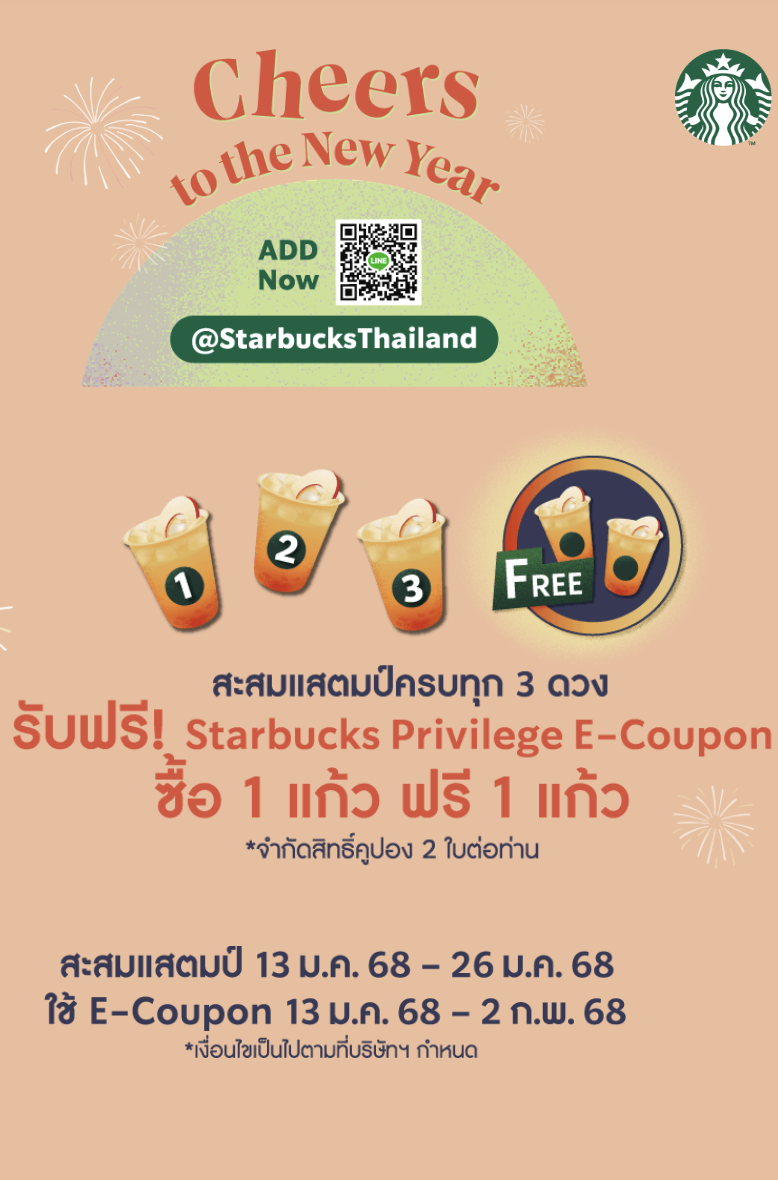 Cheers
to the New Year
ADD
Now
LINE
@StarbucksThailand
1
2
3
FREE
สะสมแสตมป์ครบทุก 3 ดวง
รับฟรี! Starbucks Privilege E-Coupon
ซื้อ 1 แก้ว ฟรี 1 แก้ว
*จำกัดสิทธิ์คูปอง 2 ใบต่อท่าน
สะสมแสตมป์ 13 ม.ค. 68 – 26 ม.ค. 68
ใช้ E-Coupon 13 ม.ค. 68 – 2 ก.พ. 68
*เงื่อนไขเป็นไปตามที่บริษัทฯ กำหนด
TM